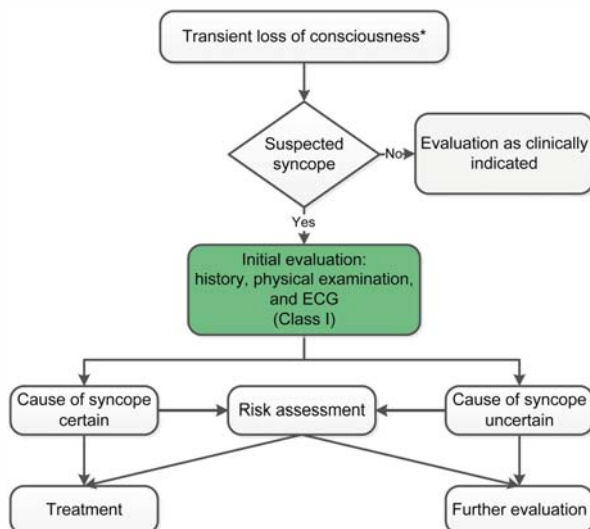 Transient loss of consciousness*
Suspected
syncope
No
Evaluation as clinically
indicated
Yes
Initial evaluation:
history, physical examination,
and ECG
(Class I)
Cause of syncope
certain
Risk assessment
Cause of syncope
uncertain
Treatment
Further evaluation